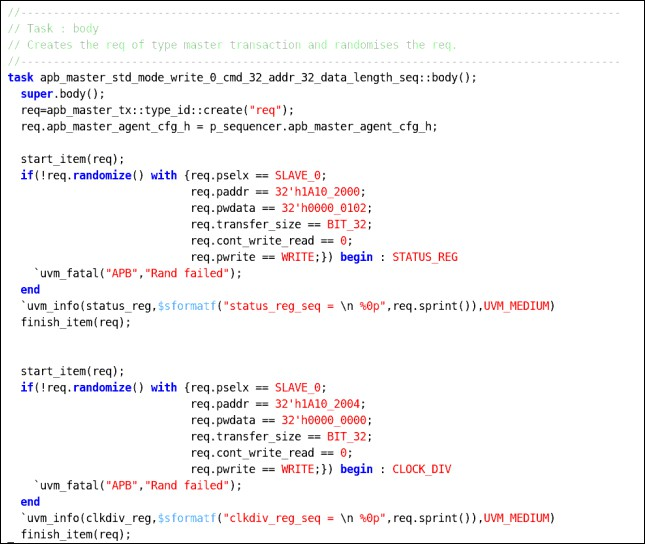 //--------------------------------------------------------------------------------------------
// Task : body
// Creates the req of type master transaction and randomises the req.
//--------------------------------------------------------------------------------------------
task apb_master_std_mode_write_0_cmd_32_addr_32_data_length_seq::body();
  super.body();
  req=apb_master_tx::type_id::create("req");
  req.apb_master_agent_cfg_h = p_sequencer.apb_master_agent_cfg_h;

  start_item(req);
  if(!req.randomize() with {req.pselx == SLAVE_0;
                            req.paddr == 32'h1A10_2000;
                            req.pwdata == 32'h0000_0102;
                            req.transfer_size == BIT_32;
                            req.cont_write_read == 0;
                            req.pwrite == WRITE;}) begin : STATUS_REG
    `uvm_fatal("APB","Rand failed");
  end
  `uvm_info(status_reg,$sformatf("status_reg_seq = \n %0p",req.sprint()),UVM_MEDIUM)
  finish_item(req);

  start_item(req);
  if(!req.randomize() with {req.pselx == SLAVE_0;
                            req.paddr == 32'h1A10_2004;
                            req.pwdata == 32'h0000_0000;
                            req.transfer_size == BIT_32;
                            req.cont_write_read == 0;
                            req.pwrite == WRITE;}) begin : CLOCK_DIV
    `uvm_fatal("APB","Rand failed");
  end
  `uvm_info(clkdiv_reg,$sformatf("clkdiv_reg_seq = \n %0p",req.sprint()),UVM_MEDIUM)
  finish_item(req);